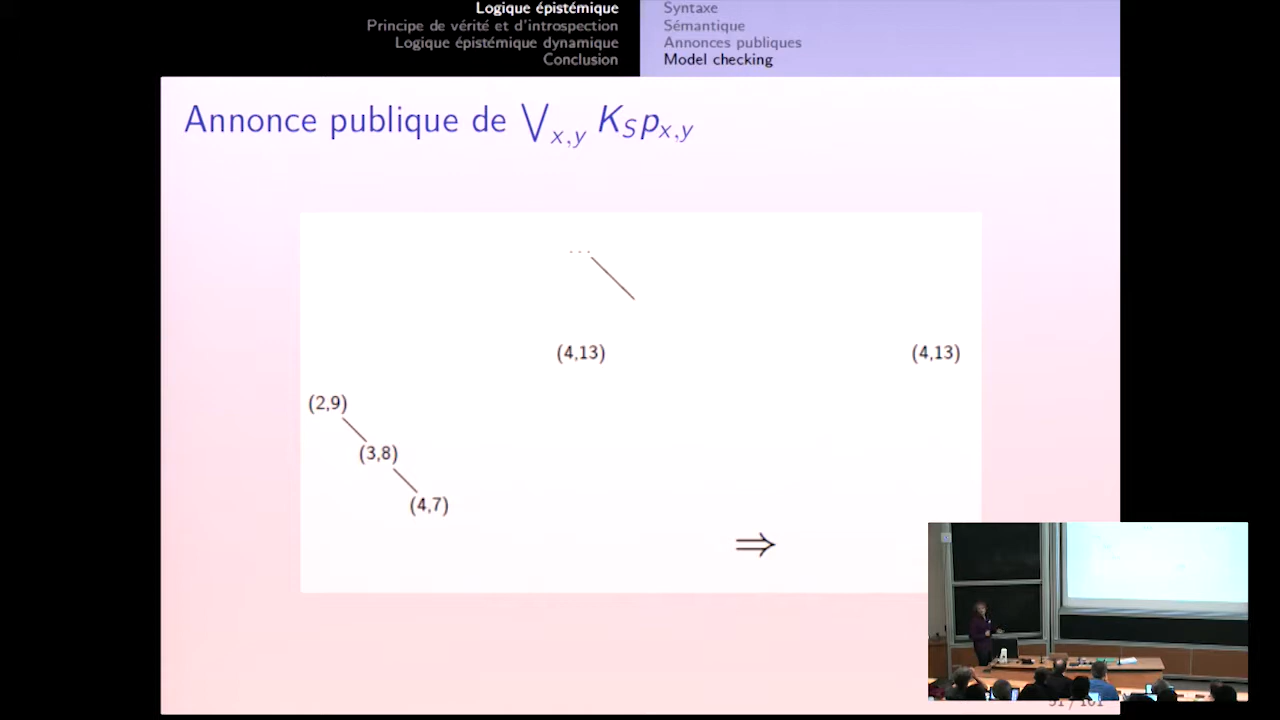 Logique épistémique
Principe de vérité et d'introspection
Logique épistémique dynamique
Conclusion
Syntaxe
Sémantique
Annonces publiques
Model checking
Annonce publique de ⋁x,y KSpx,y
...
(4,13)
(4,13)
(2,9)
(3,8)
(4,7)
⇒